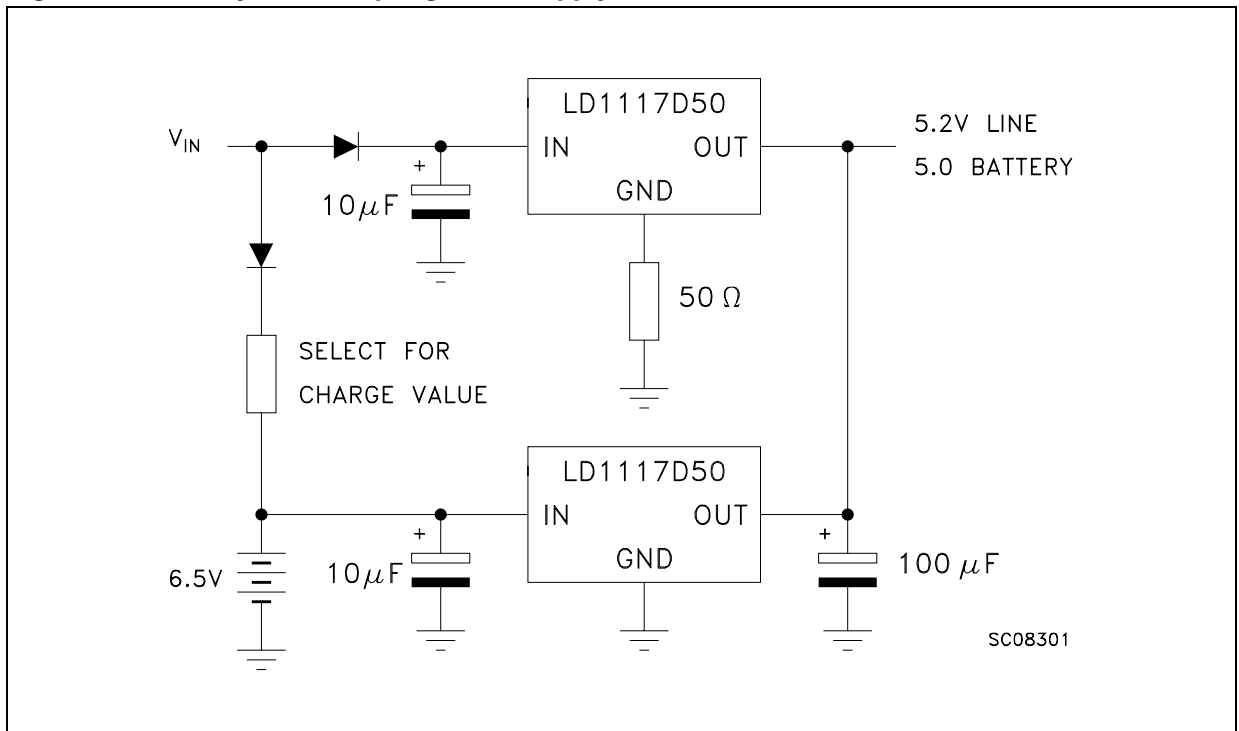 LD1117D50
V_IN
IN OUT
5.2V LINE
5.0 BATTERY
+
GND
10μF
50 Ω
SELECT FOR
CHARGE VALUE
LD1117D50
IN OUT
+
+
GND
6.5V
10μF
100 μF
SC08301